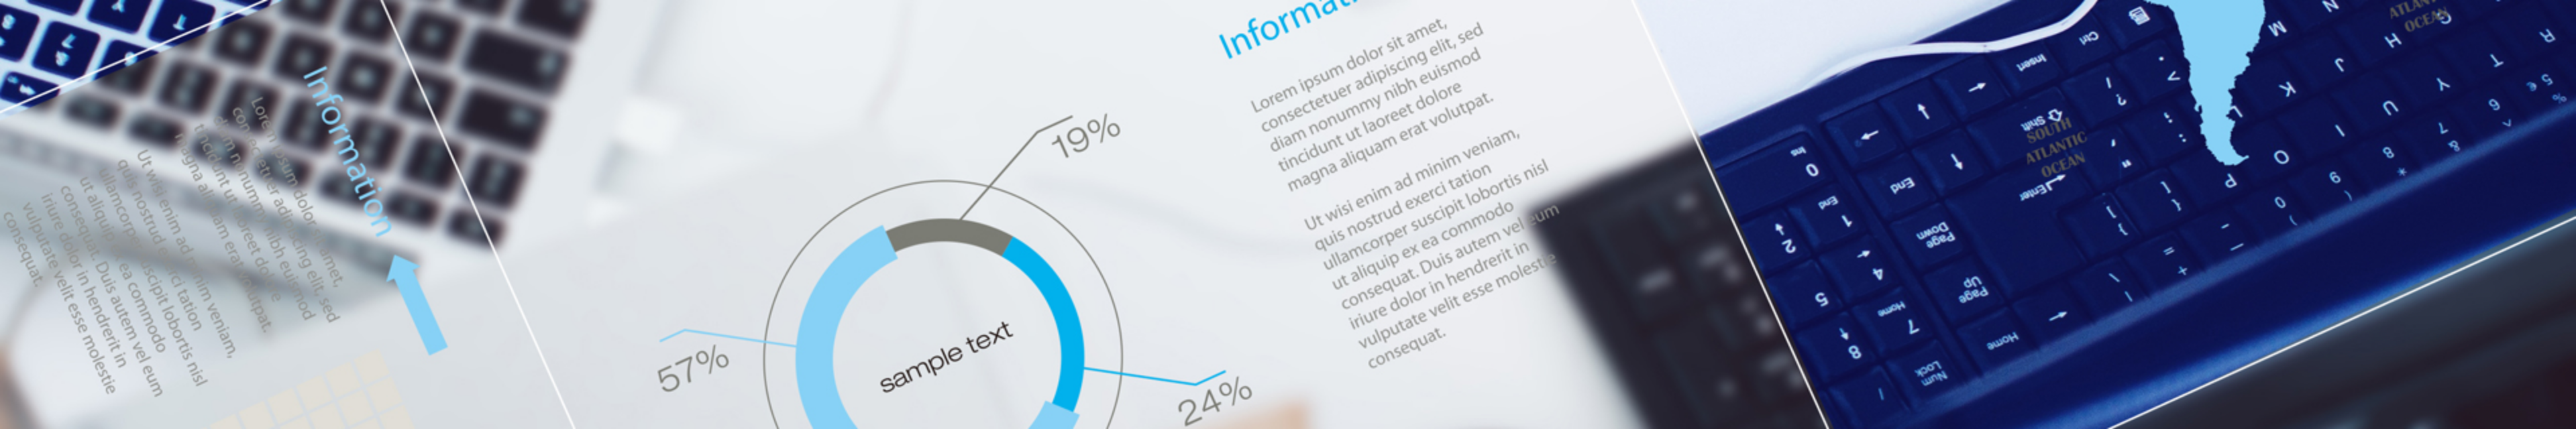 Information
Lorem ipsum dolor sit amet,
consectetuer adipiscing elit, sed
diam nonummy nibh euismod
tincidunt ut laoreet dolore
magna aliquam erat volutpat.
Ut wisi enim ad minim veniam,
quis nostrud exerci tation
ullamcorper suscipit lobortis nisl
ut aliquip ex ea commodo
consequat. Duis autem vel eum
iriure dolor in hendrerit in
vulputate velit esse molestie
consequat.
19%
57%
24%
sample text
Informati
Lorem ipsum dolor sit amet,
consectetuer adipiscing elit, sed
diam nonummy nibh euismod
tincidunt ut laoreet dolore
magna aliquam erat volutpat.
Ut wisi enim ad minim veniam,
quis nostrud exerci tation
ullamcorper suscipit lobortis nisl
ut aliquip ex ea commodo
consequat. Duis autem vel eum
iriure dolor in hendrerit in
vulputate velit esse molestie
consequat.
SOUTH
ATLANTIC
OCEAN
ATLANTIC
OCEAN
Ctrl
Insert
Shift
Enter
End
Page
Down
Page
Up
Home
Ins
0
End
1
2
4
5
Home
7
8
Num
Lock
N
M
G
H
J
K
L
R
T
Y
U
I
O
P
5
6
7
8
9
0